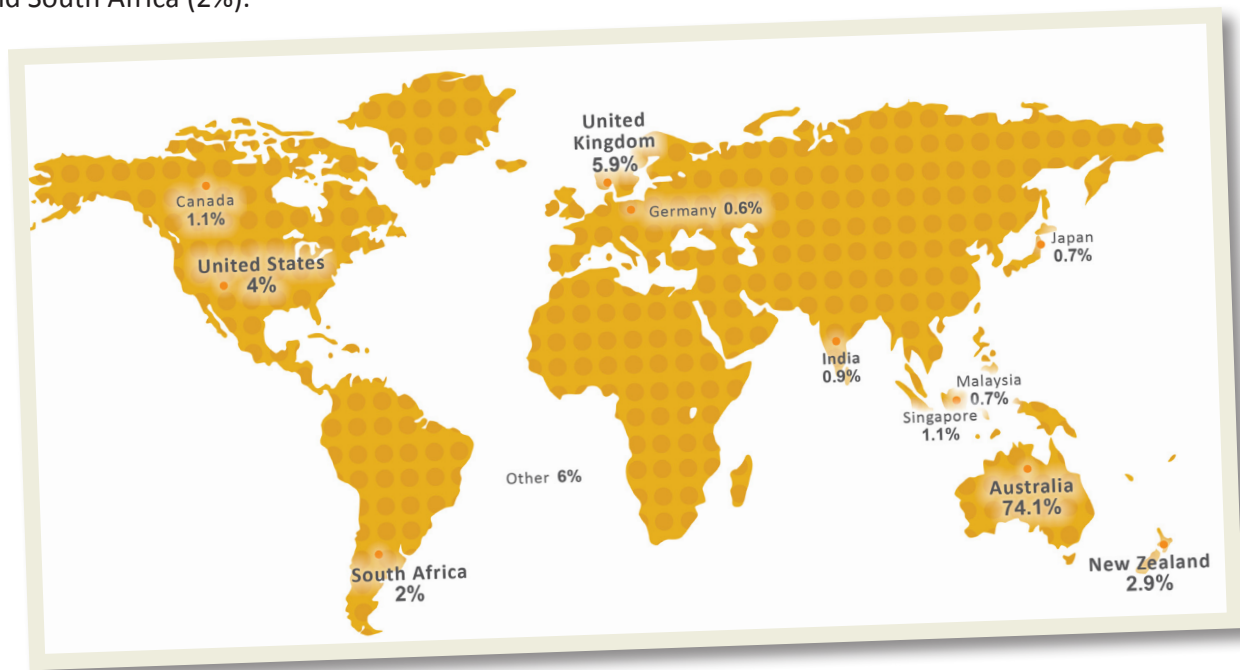 nd South Africa (2%).
United
Kingdom
5.9%
Canada
1.1%
Germany 0.6%
United States
4%
Japan
0.7%
India
0.9%
Malaysia
0.7%
Singapore
1.1%
Other 6%
Australia
74.1%
South Africa
2%
New Zealand
2.9%